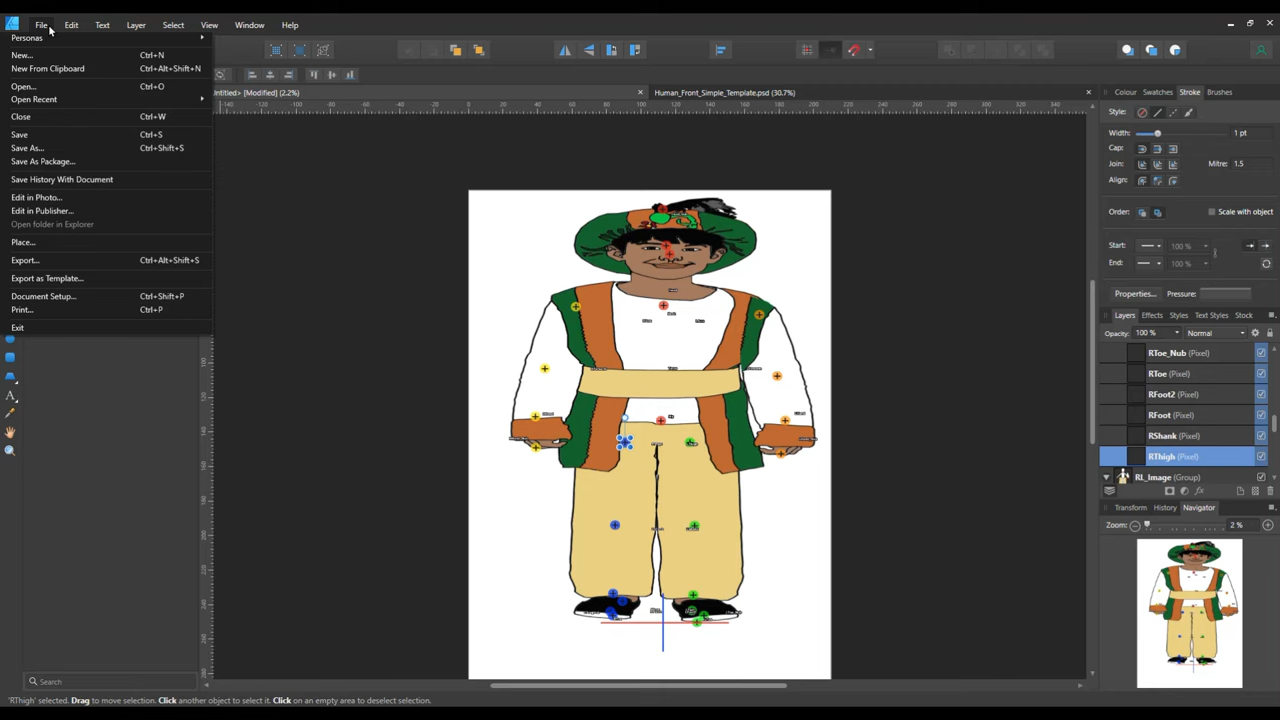 File Edit Text Layer Select View Window Help
Personas
New... Ctrl+N
New From Clipboard Ctrl+Alt+Shift+N
Open... Ctrl+O
Open Recent
Close Ctrl+W
Save Ctrl+S
Save As... Ctrl+Shift+S
Save As Package...
Save History With Document
Edit in Photo...
Edit in Publisher...
Open folder in Explorer
Place...
Export... Ctrl+Alt+Shift+S
Export as Template...
Document Setup... Ctrl+Shift+P
Print... Ctrl+P
Exit
Untitled> [Modified] (2.2%) Human_Front_Simple_Template.psd (30.7%)
Colour Swatches Stroke Brushes
Style:
Width: 1 pt
Cap:
Join: Mitre: 1.5
Align:
Order: Scale with object
Start: 100 %
End: 100 %
Properties... Pressure:
Layers Effects Styles Text Styles Stock
Opacity: 100 % Normal
RToe_Nub (Pixel)
RToe (Pixel)
RFoot2 (Pixel)
RFoot (Pixel)
RShank (Pixel)
RThigh (Pixel)
RL_Image (Group)
Transform History Navigator
Zoom: 2 %
Search
'RThigh' selected. Drag to move selection. Click another object to select it. Click on an empty area to deselect selection.